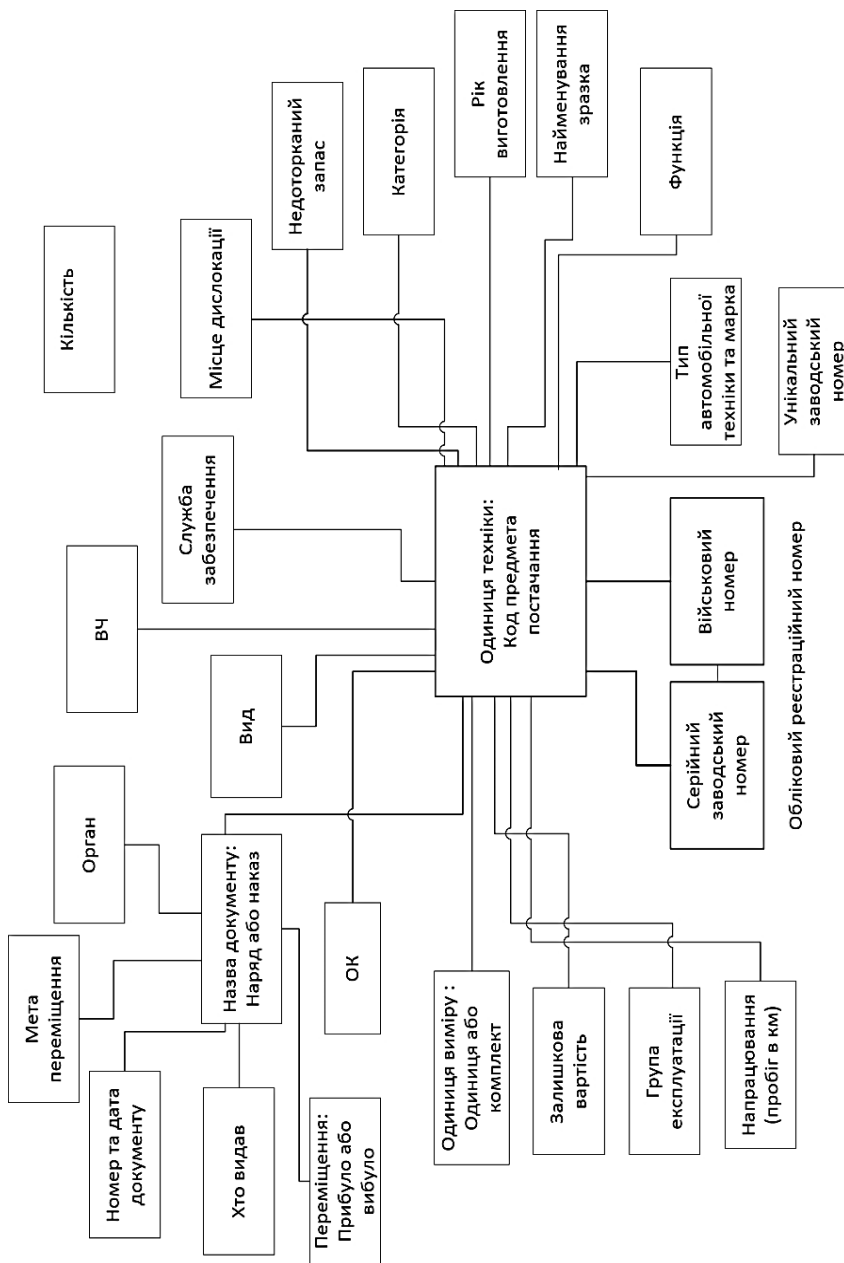 Мета
переміщення
Орган
ВЧ
Кількість
Номер та дата
документу
Назва документу:
Наряд або наказ
Вид
Служба
забезпечення
Місце дислокації
Хто видав
Недоторканий
запас
Переміщення:
Прибуло або
вибуло
ОК
Категорія
Одиниця виміру :
Одиниця або
комплект
Одиниця техніки:
Код предмета
постачання
Рік
виготовлення
Залишкова
вартість
Найменування
зразка
Група
експлуатації
Серійний
заводський
номер
Військовий
номер
Тип
автомобільної
техніки та марка
Функція
Напрацювання
(пробіг в км)
Обліковий реєстраційний номер
Унікальний
заводський
номер